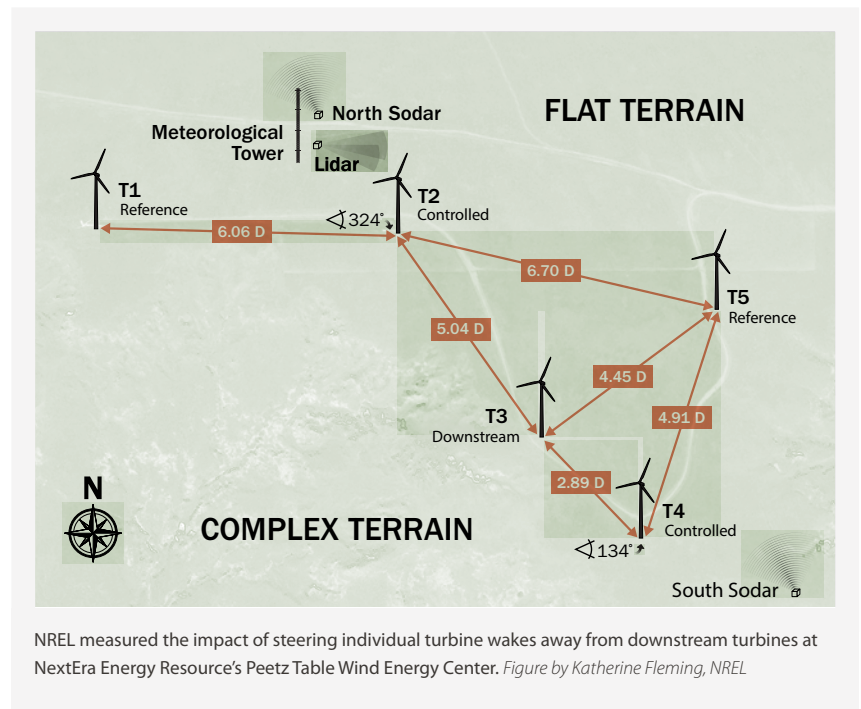 FLAT TERRAIN
North Sodar
Meteorological
Tower
Lidar
T1
Reference
T2
Controlled
324°
6.06 D
6.70 D
T5
Reference
5.04 D
4.45 D
4.91 D
T3
Downstream
2.89 D
T4
Controlled
134°
N
COMPLEX TERRAIN
South Sodar
NREL measured the impact of steering individual turbine wakes away from downstream turbines at
NextEra Energy Resource's Peetz Table Wind Energy Center. Figure by Katherine Fleming, NREL